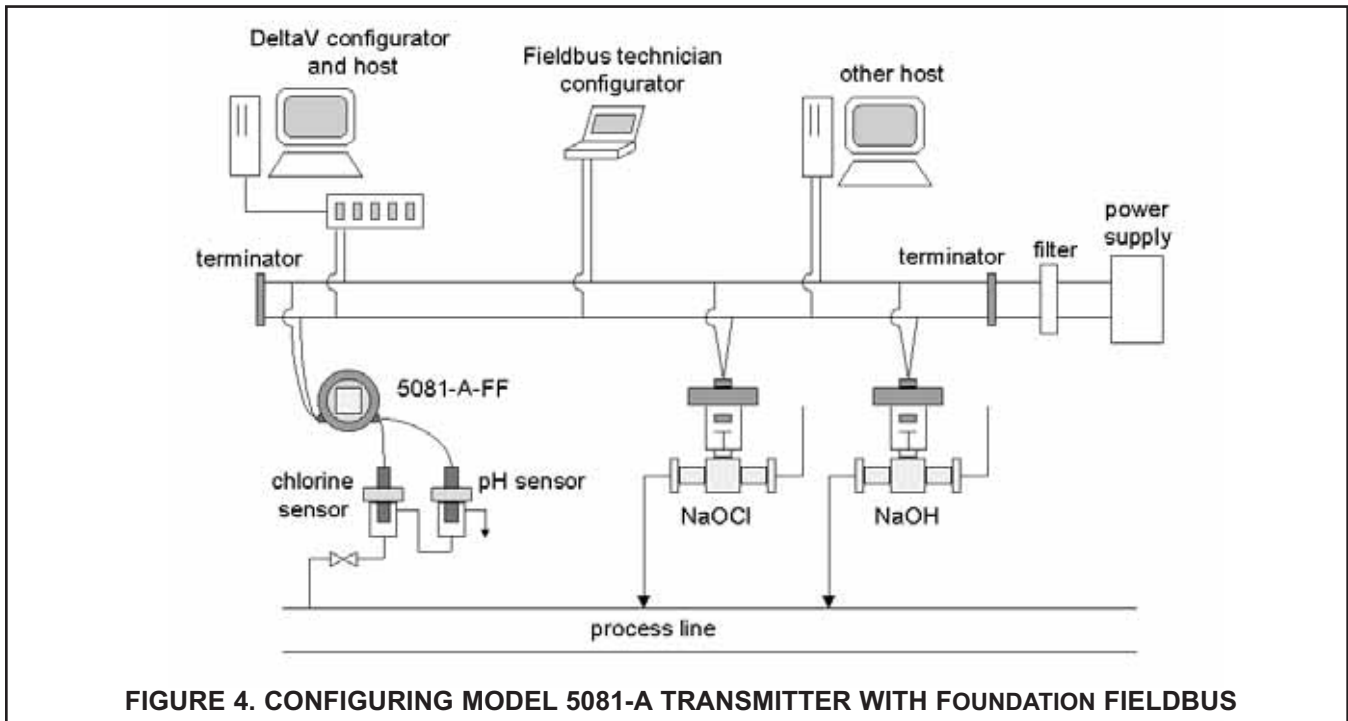 DeltaV configurator
and host
Fieldbus technician
configurator
other host
power
supply
terminator
terminator
filter
5081-A-FF
chlorine
sensor
pH sensor
NaOCl
NaOH
process line
FIGURE 4. CONFIGURING MODEL 5081-A TRANSMITTER WITH FOUNDATION FIELDBUS